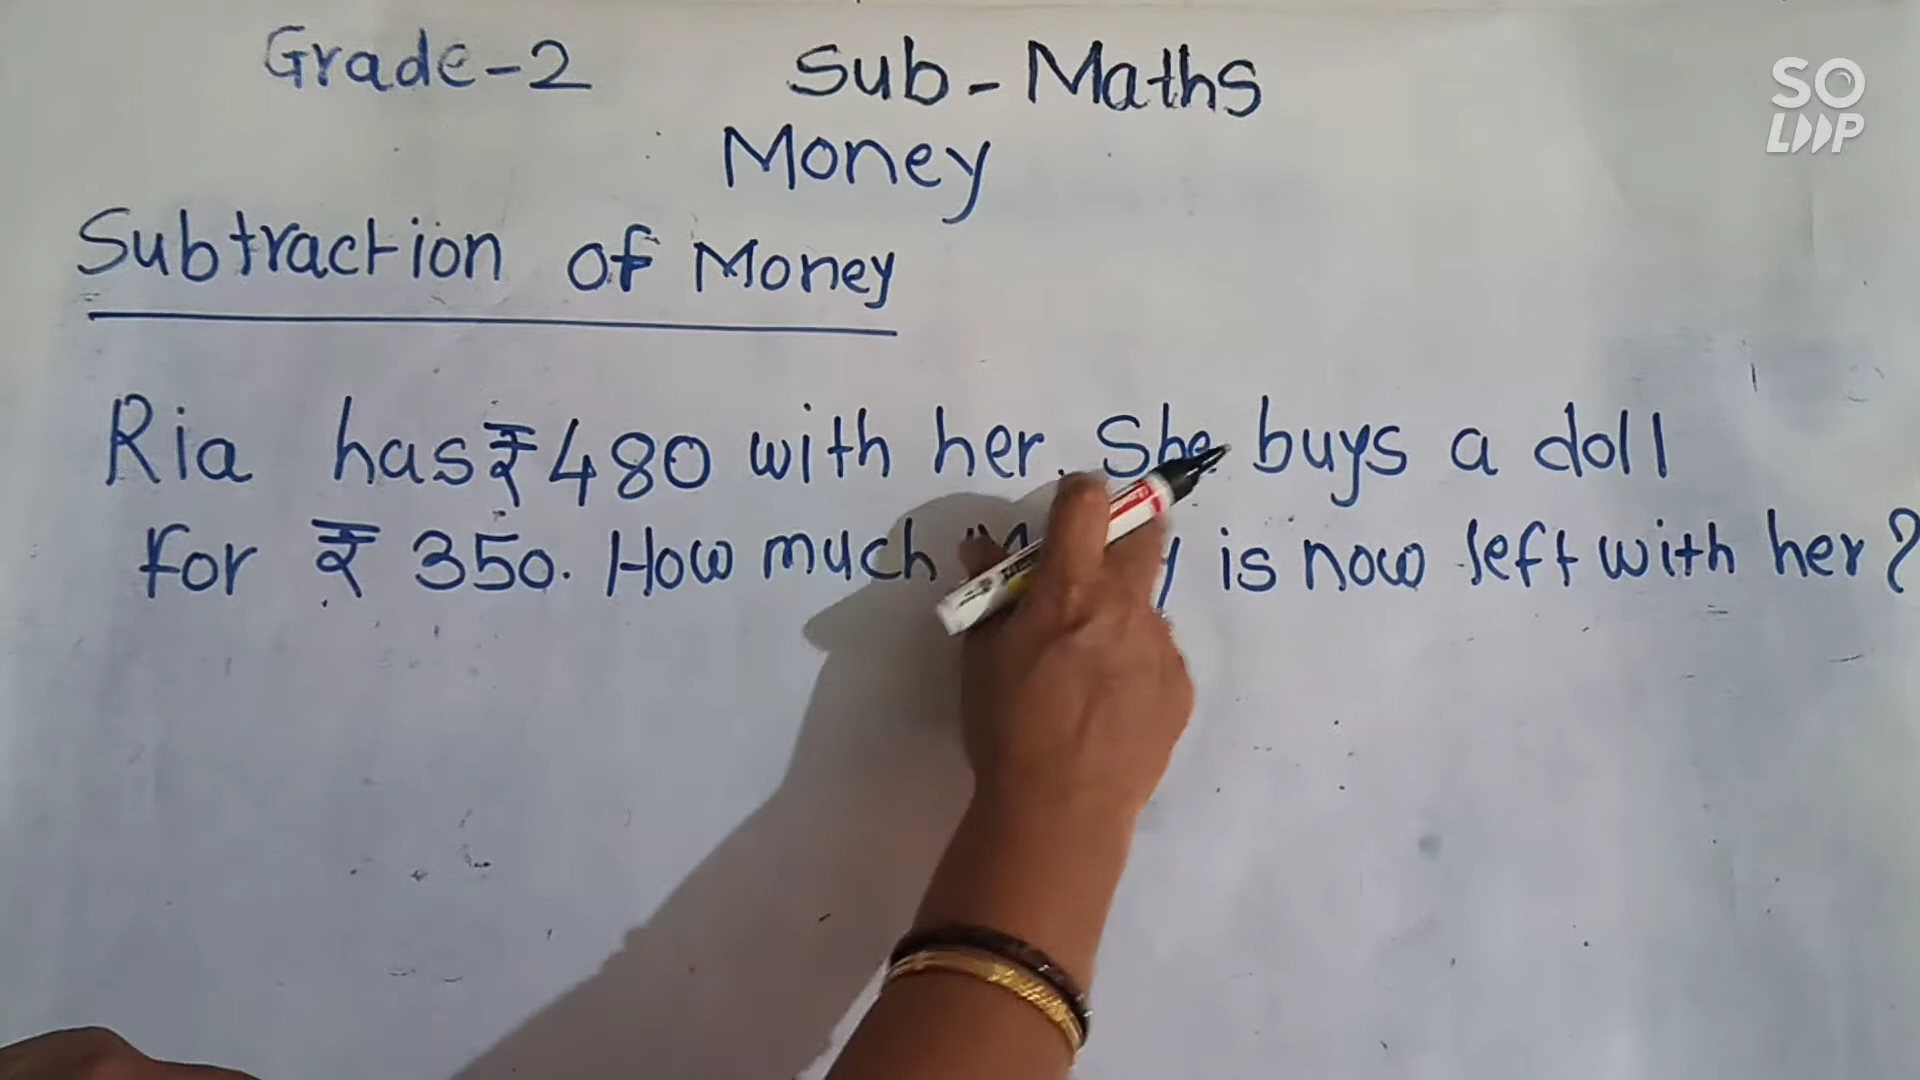 Grade-2 Sub-Maths
Money
Subtraction of Money
Ria has ₹480 with her. She buys a doll
for ₹ 350. How much is now left with her?
SO
LOOP